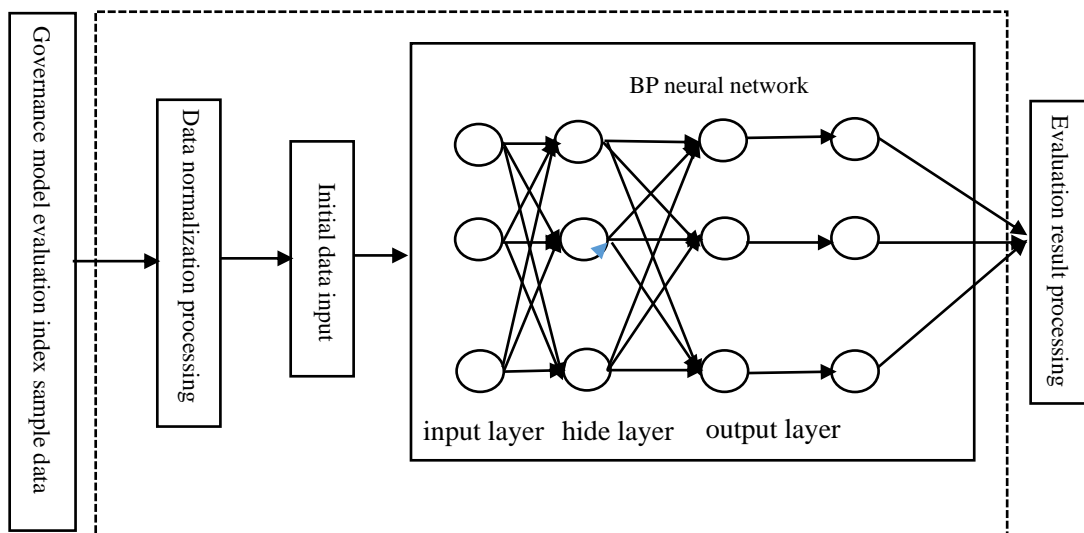 Governance model evaluation index sample data
Data normalization processing
Initial data input
BP neural network
input layer
hide layer
output layer
Evaluation result processing